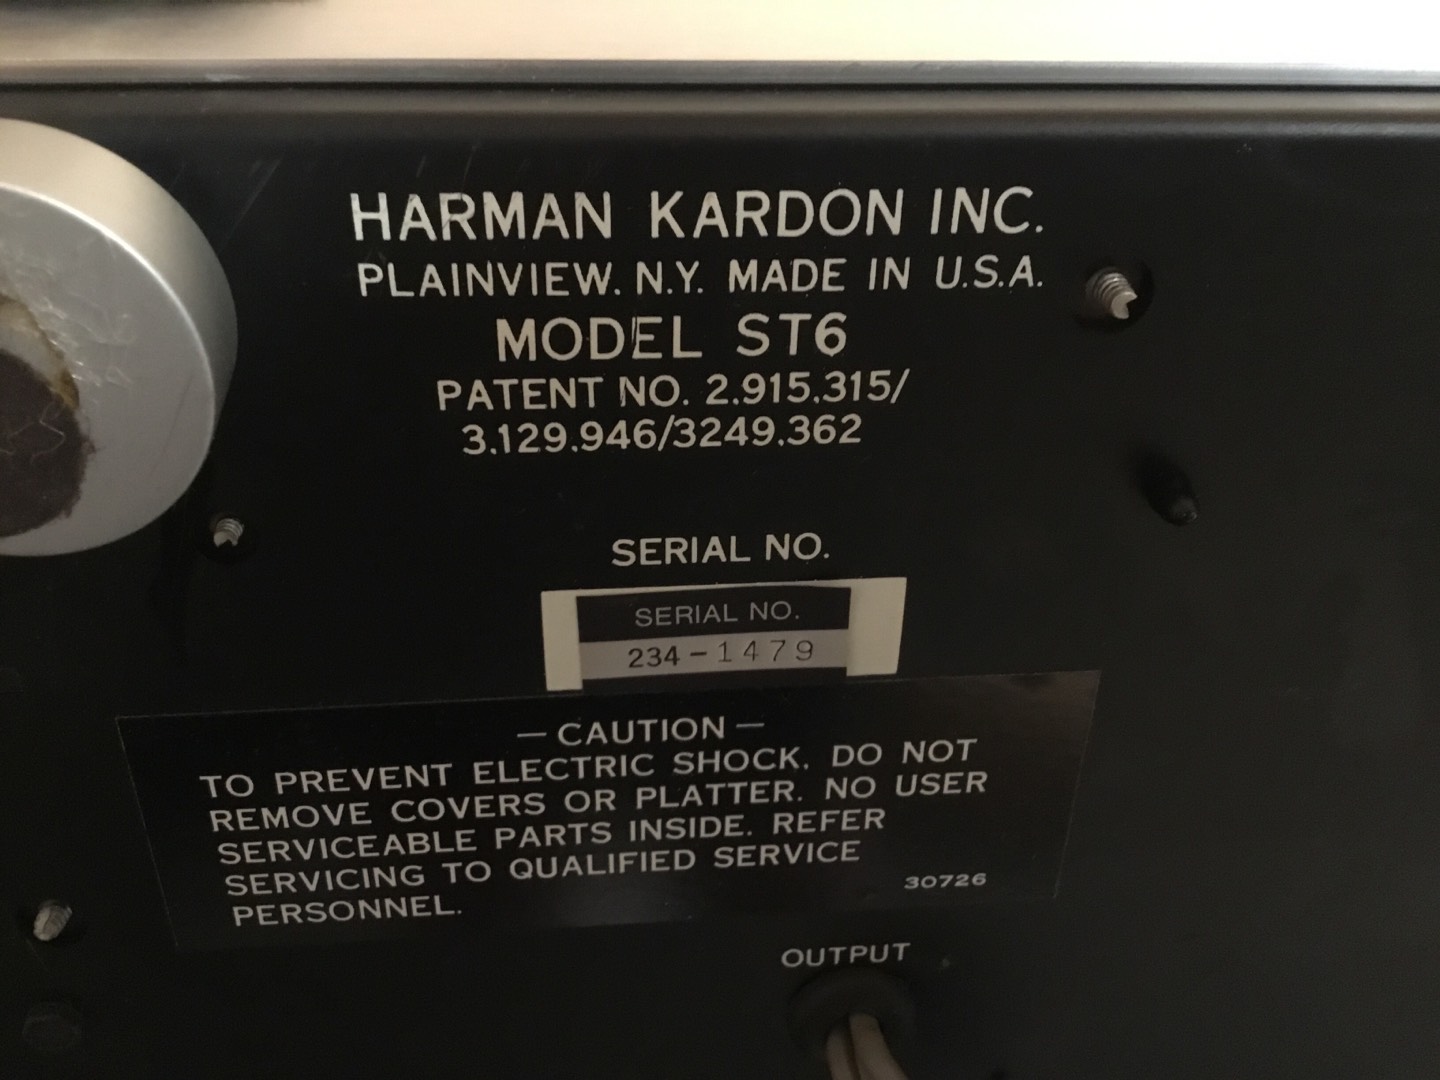 HARMAN KARDON INC.
PLAINVIEW. N.Y. MADE IN U.S.A.
MODEL ST6
PATENT NO. 2.915.315/
3.129.946/3249.362
SERIAL NO.
SERIAL NO.
234-1479
— CAUTION —
TO PREVENT ELECTRIC SHOCK. DO NOT
REMOVE COVERS OR PLATTER. NO USER
SERVICEABLE PARTS INSIDE. REFER
SERVICING TO QUALIFIED SERVICE
PERSONNEL.
30726
OUTPUT